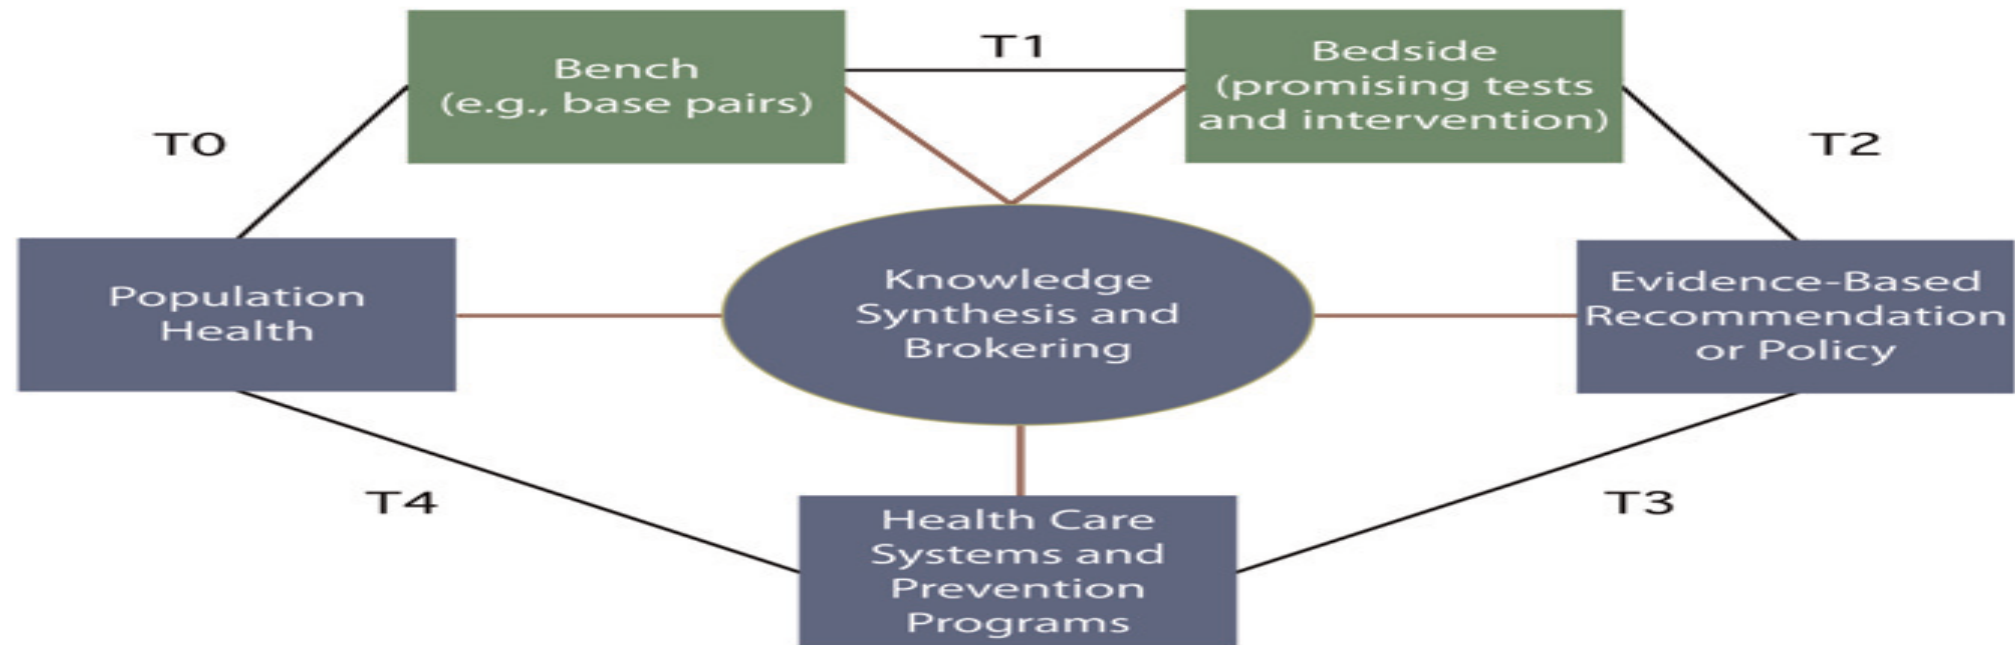 Bench
(e.g., base pairs)
T1
Bedside
(promising tests
and intervention)
T0
T2
Population
Health
Knowledge
Synthesis and
Brokering
Evidence-Based
Recommendation
or Policy
T4
T3
Health Care
Systems and
Prevention
Programs